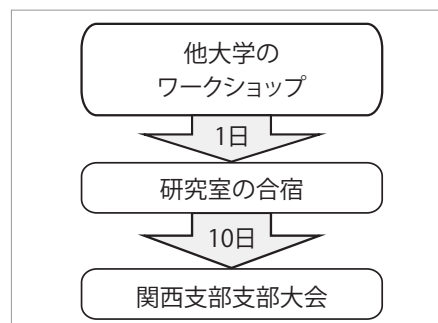 他大学の
ワークショップ
1日
研究室の合宿
10日
関西支部支部大会